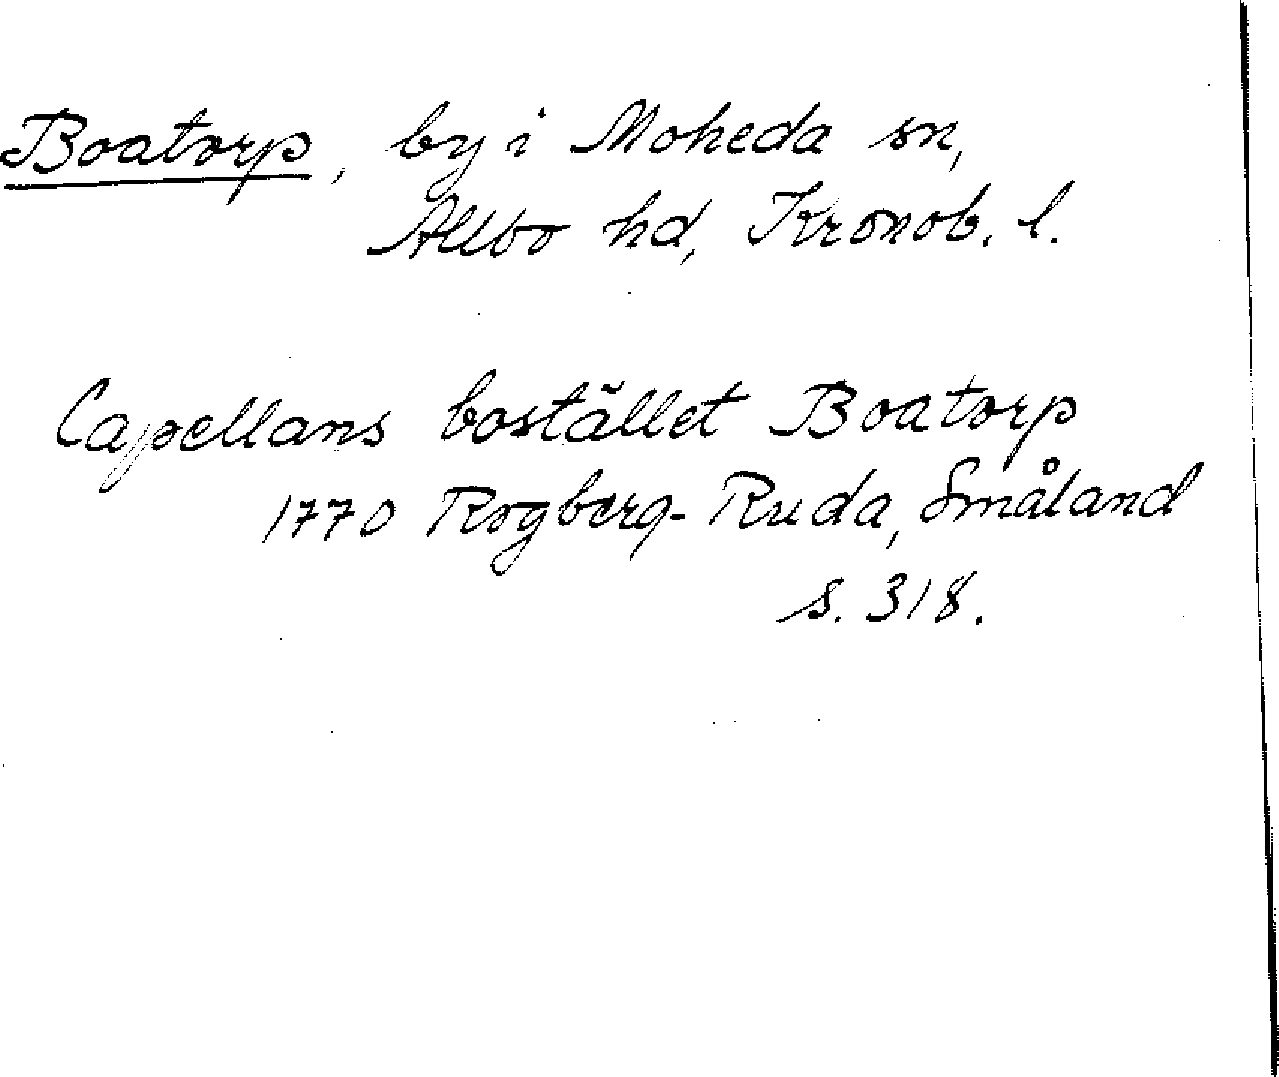 Boatorp, by i Moheda sn,
Allbo hd, Kronob. l.
Capellans bostället Boatorp
1770 Rogberg-Ruda, Småland
s. 318.